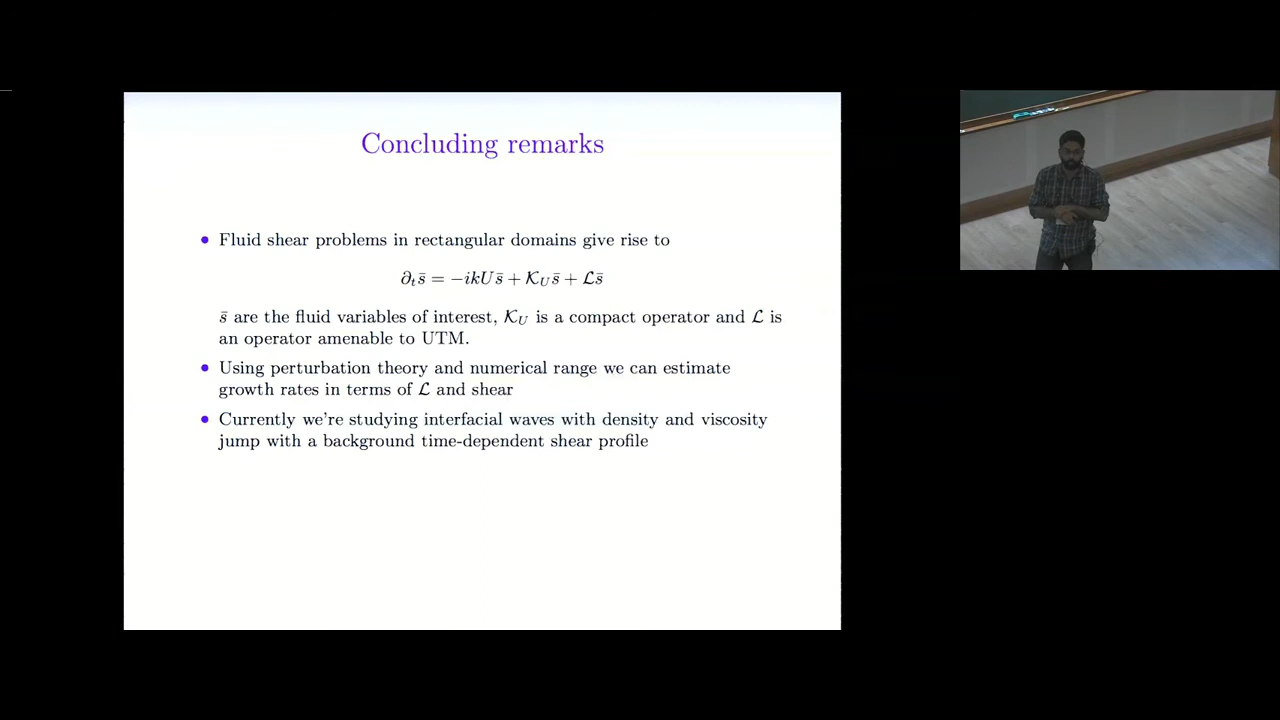 Concluding remarks
• Fluid shear problems in rectangular domains give rise to
∂ₜs̄ = −ikUs̄ + 𝒦_U s̄ + ℒs̄
s̄ are the fluid variables of interest, 𝒦_U is a compact operator and ℒ is
an operator amenable to UTM.
• Using perturbation theory and numerical range we can estimate
growth rates in terms of ℒ and shear
• Currently we're studying interfacial waves with density and viscosity
jump with a background time-dependent shear profile